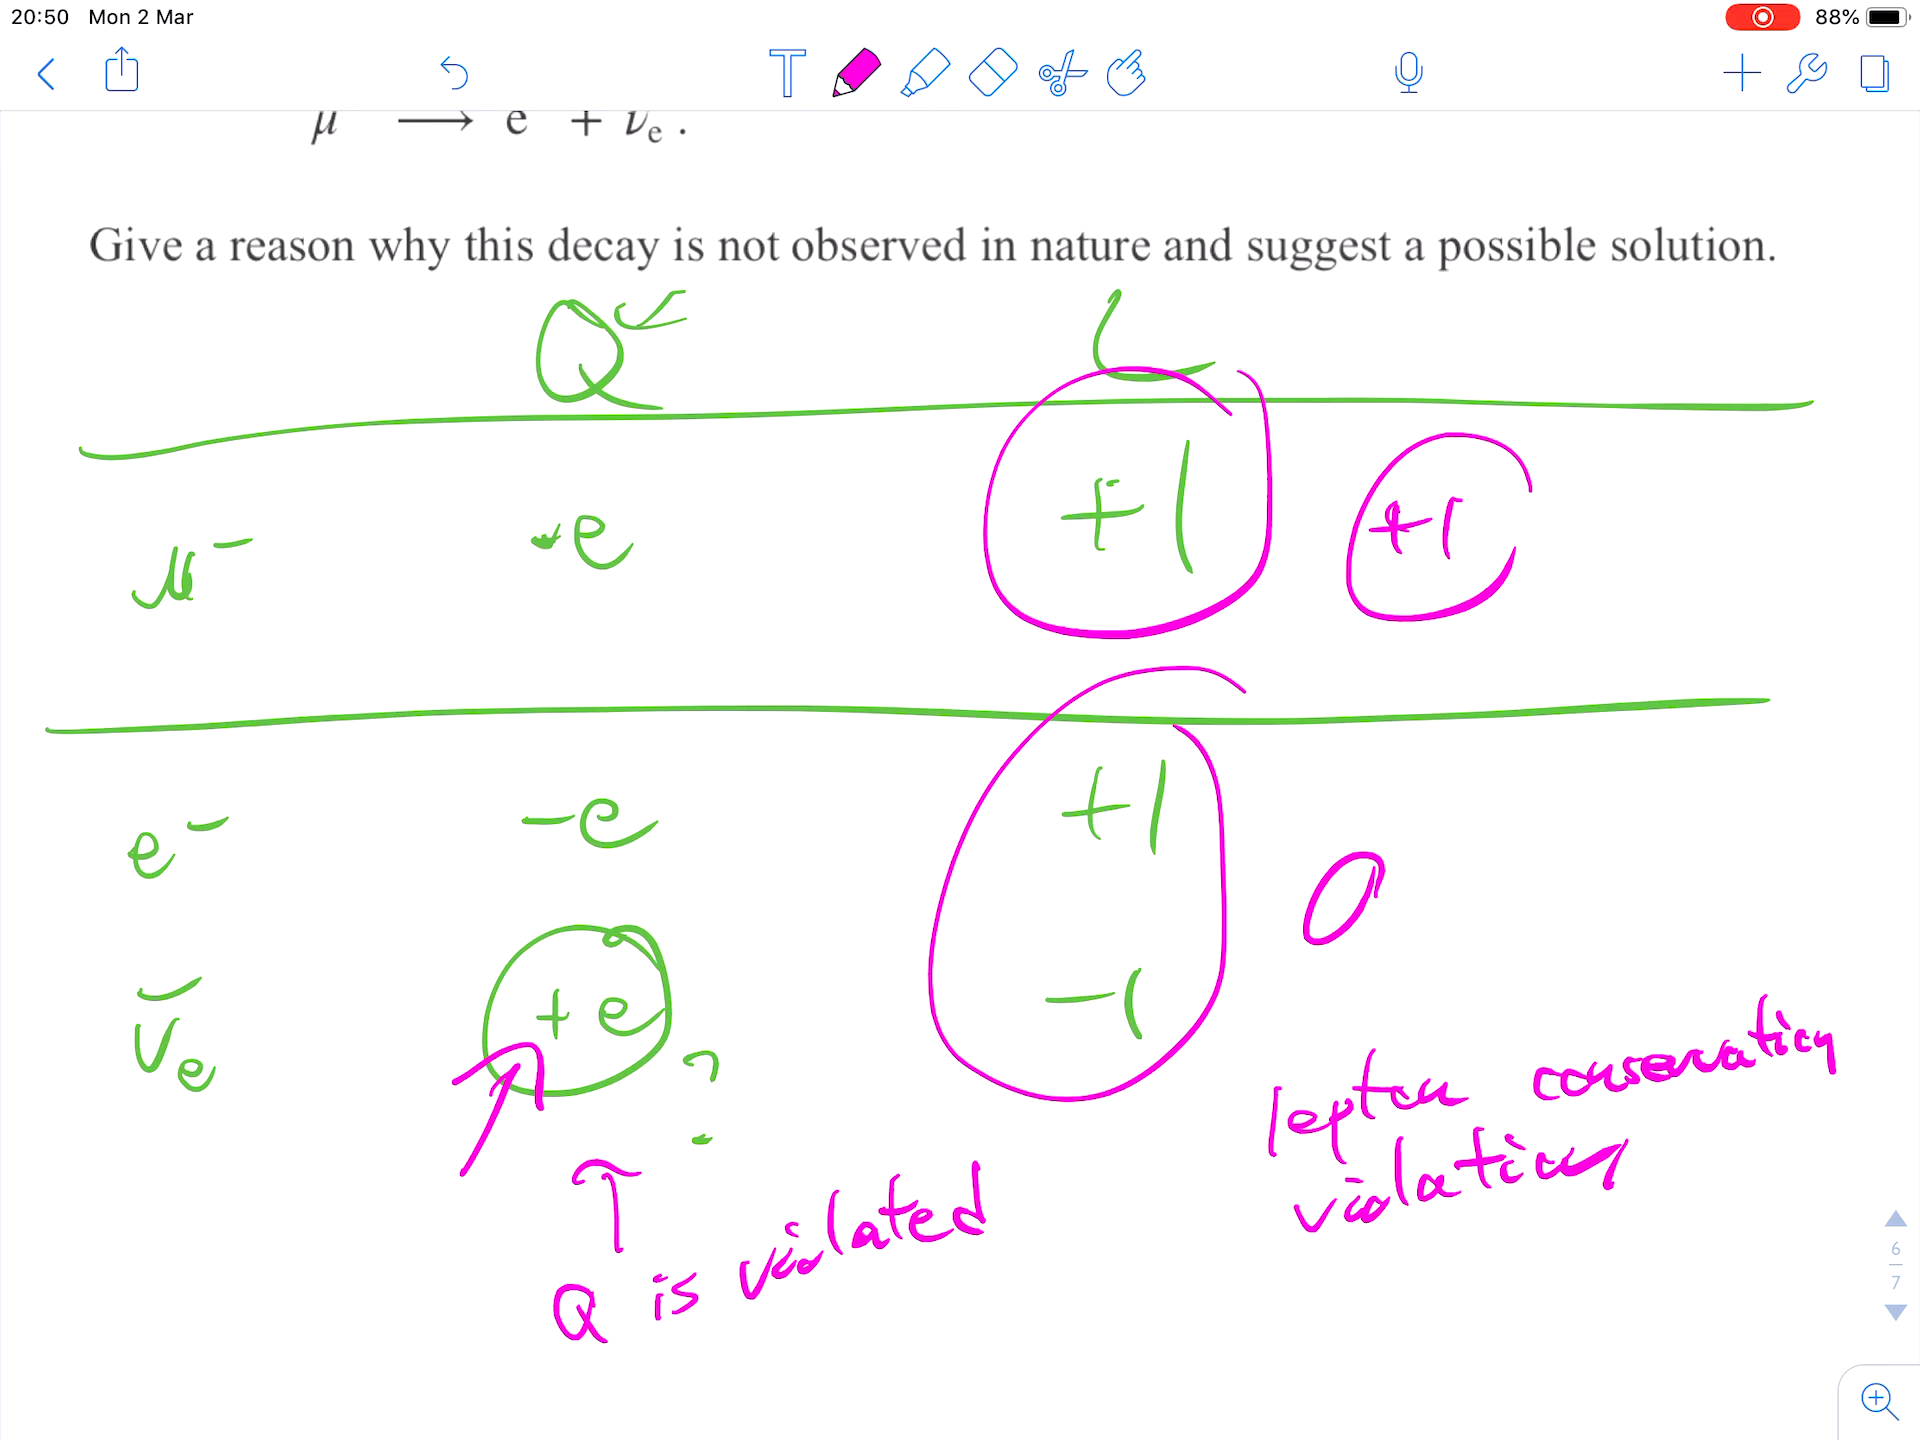 20:50 Mon 2 Mar 88%
T
μ ⟶ e + ν̅e .
Give a reason why this decay is not observed in nature and suggest a possible solution.
Q L
μ⁻ -e +1 +1
e⁻ -e +1
0
ν̅e +e ? -1
lepton conservation
violation
Q is violated
6
7